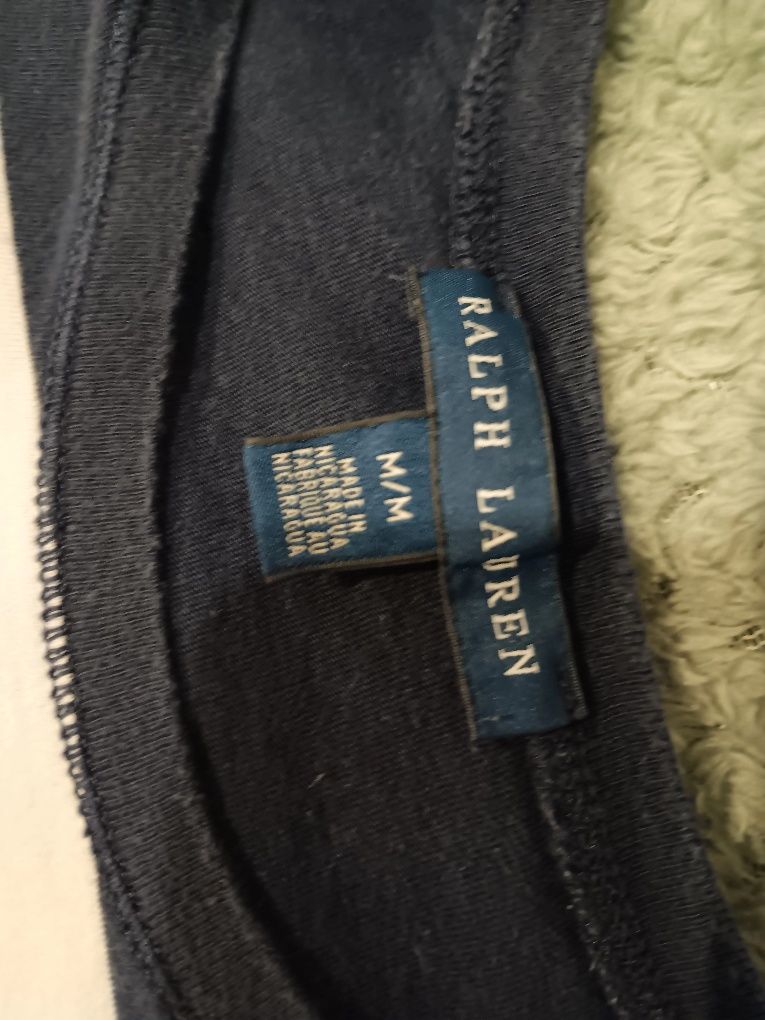 RALPH LAUREN
M/M
MADE IN
NICARAGUA
FABRIQUÉ AU
NICARAGUA